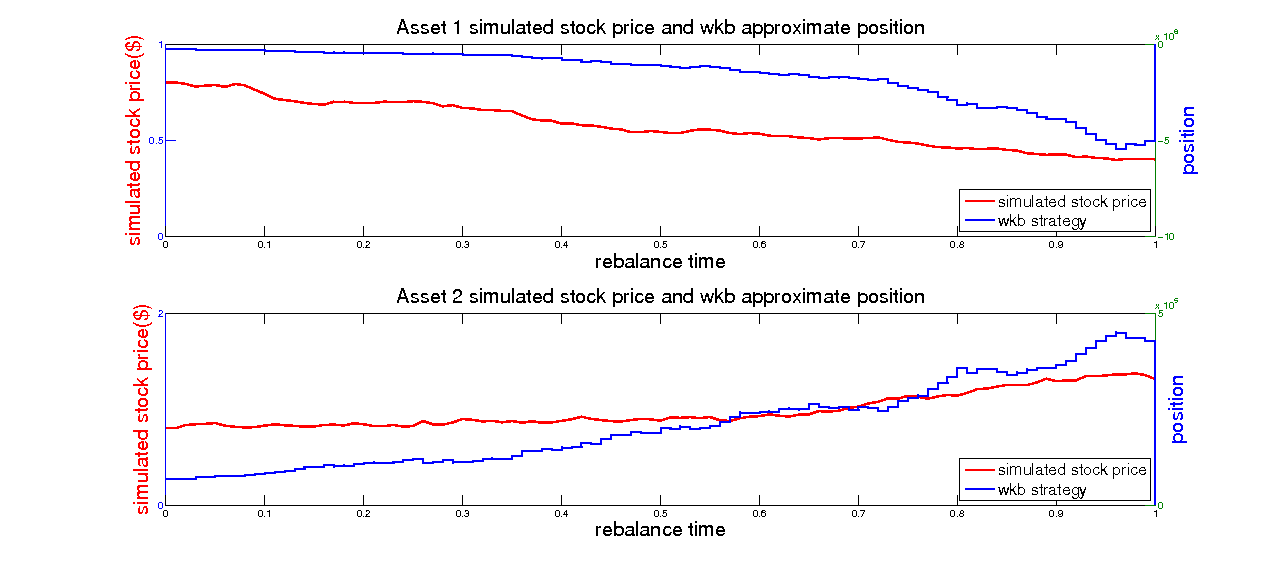 Asset 1 simulated stock price and wkb approximate position
simulated stock price($)
1
0.5
0
0
-5
-10
position
simulated stock price
wkb strategy
0 0.1 0.2 0.3 0.4 0.5 0.6 0.7 0.8 0.9 1
rebalance time
Asset 2 simulated stock price and wkb approximate position
simulated stock price($)
2
0
5
0
position
simulated stock price
wkb strategy
0 0.1 0.2 0.3 0.4 0.5 0.6 0.7 0.8 0.9 1
rebalance time